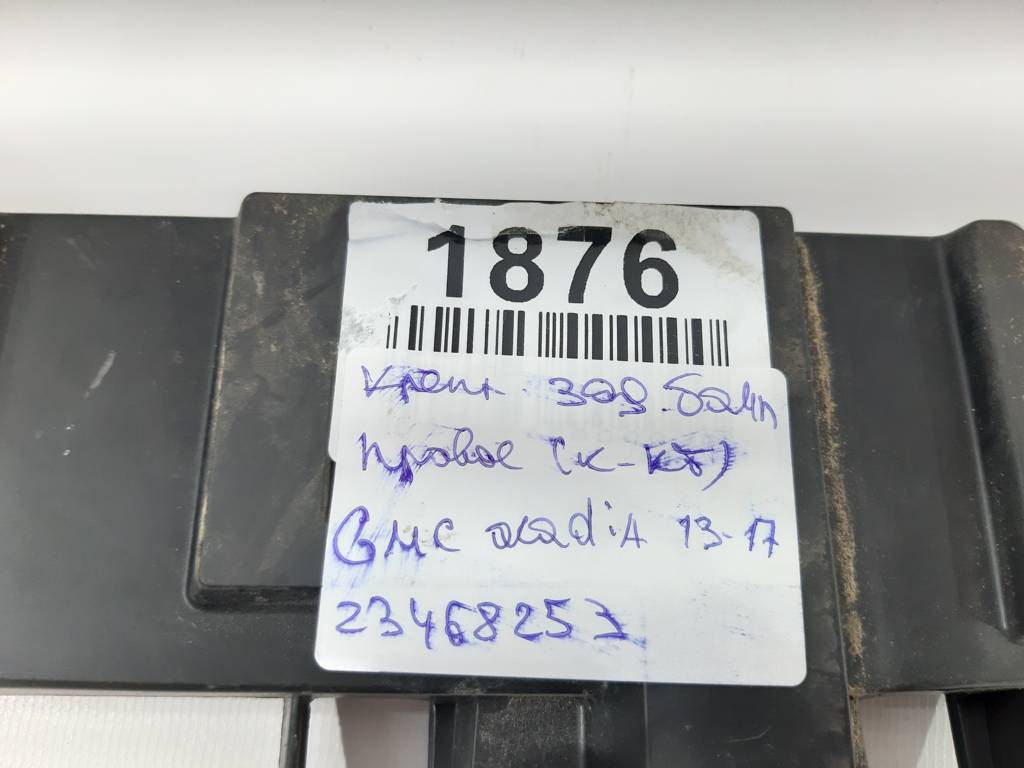 1876
крепл. зад. бамп
правое (к-кт)
GMC acadiA 13-17
23468253